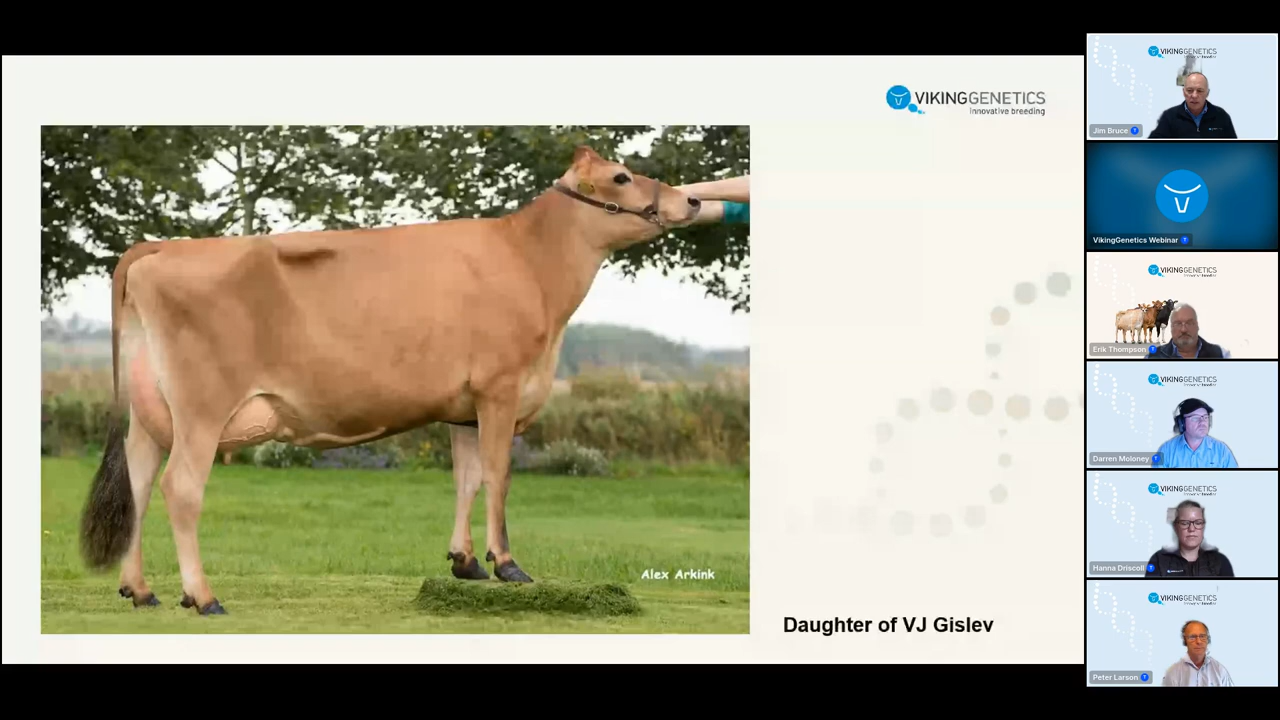 VIKINGGENETICS
innovative breeding
Alex Arkink
Daughter of VJ Gislev
VIKINGGENETICS
Jim Bruce
VikingGenetics Webinar
VIKINGGENETICS
Erik Thompson
VIKINGGENETICS
Darren Moloney
VIKINGGENETICS
Hanna Driscoll
VIKINGGENETICS
Peter Larson